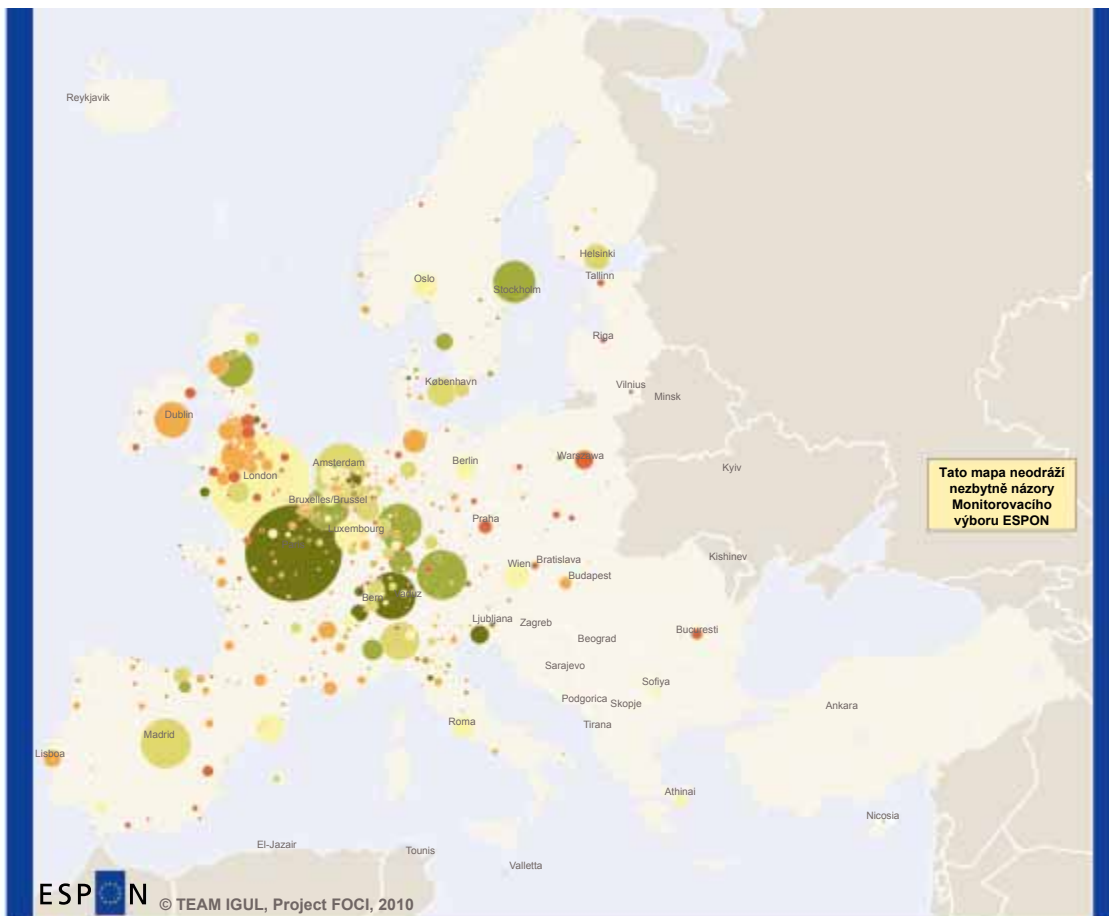 Reykjavik
Helsinki
Oslo
Tallinn
Stockholm
Riga
København
Vilnius
Minsk
Dublin
Warszawa
Amsterdam
Berlin
London
Kyiv
Tato mapa neodráží
nezbytně názory
Monitorovacího
výboru ESPON
Bruxelles/Brussel
Praha
Luxembourg
Kishinev
Wien
Bratislava
Budapest
Bern
Ljubljana
Zagreb
Bucuresti
Beograd
Sarajevo
Sofiya
Podgorica
Skopje
Ankara
Roma
Tirana
Madrid
Lisboa
Athinai
Nicosia
El-Jazair
Tounis
Valletta
ESPON
© TEAM IGUL, Project FOCI, 2010